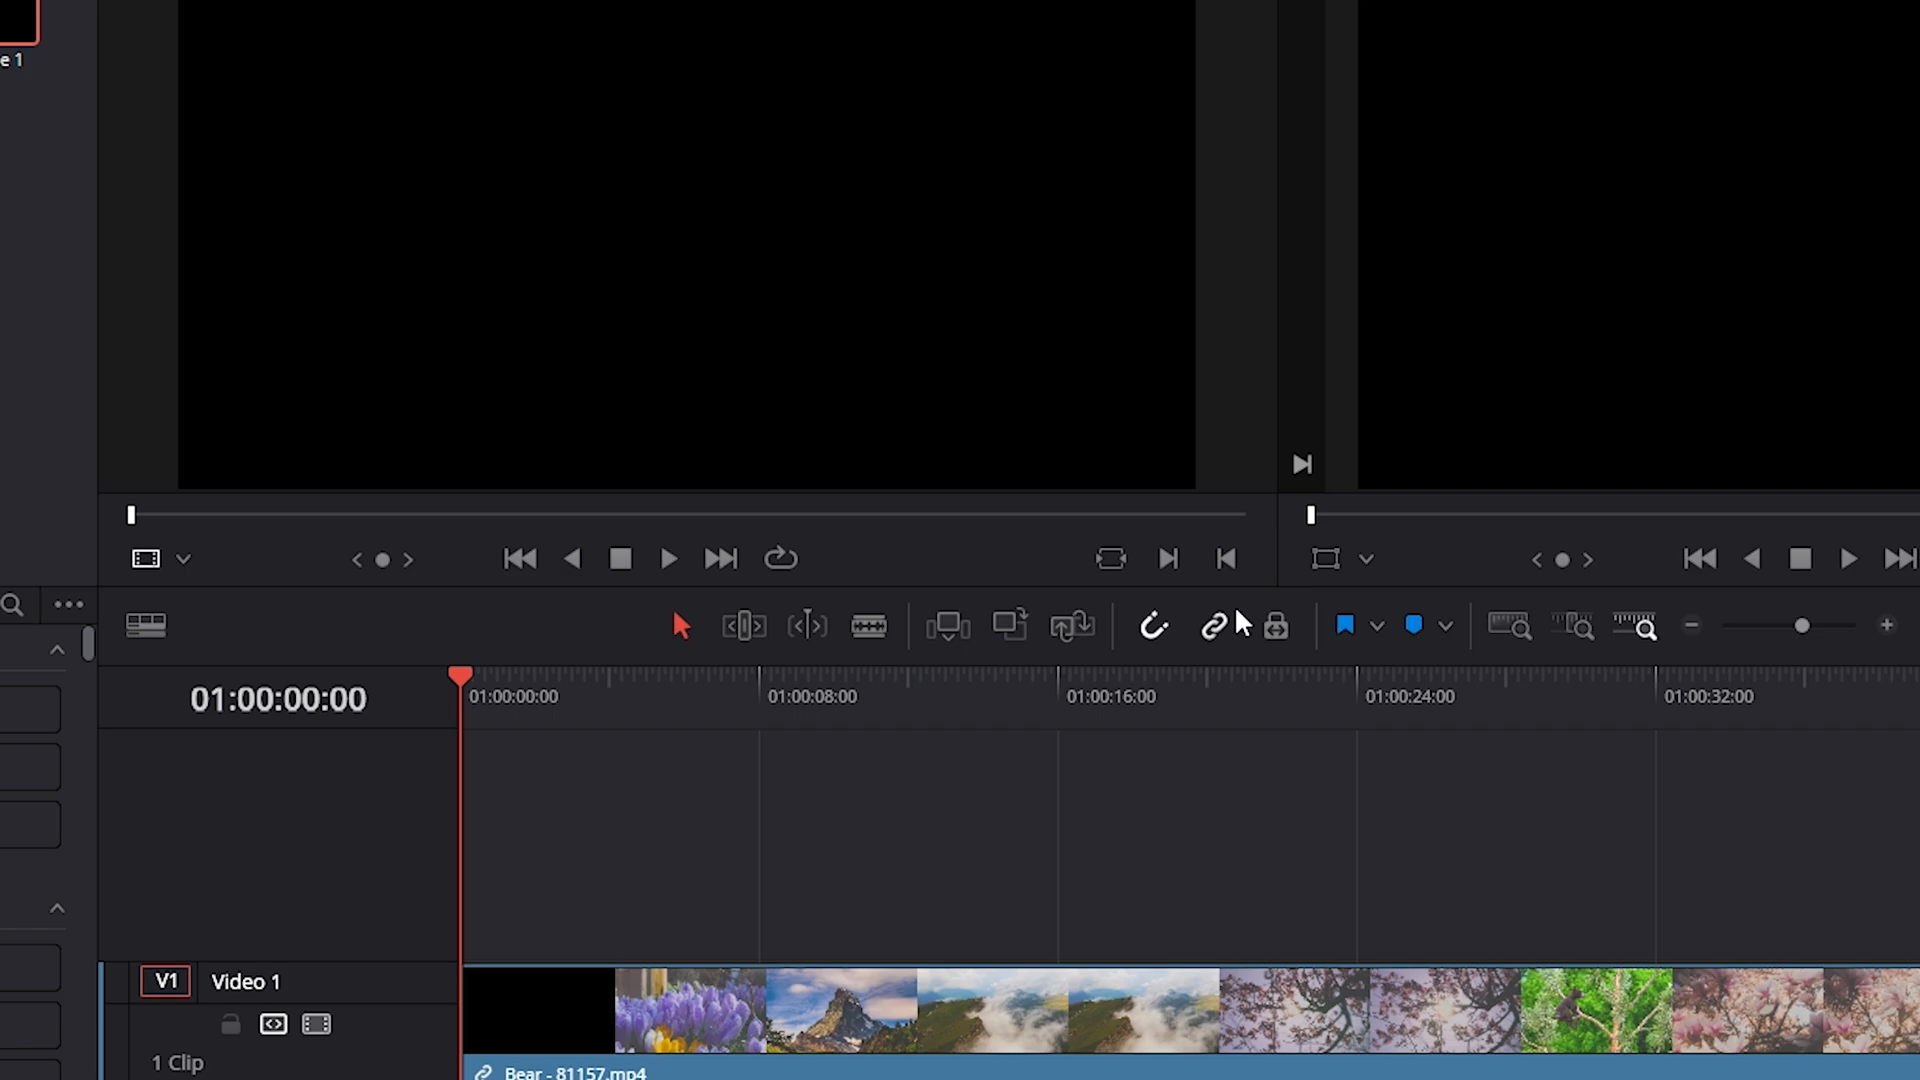 e 1
01:00:00:00
01:00:00:00
01:00:08:00
01:00:16:00
01:00:24:00
01:00:32:00
V1
Video 1
1 Clip
Bear - 81157.mp4